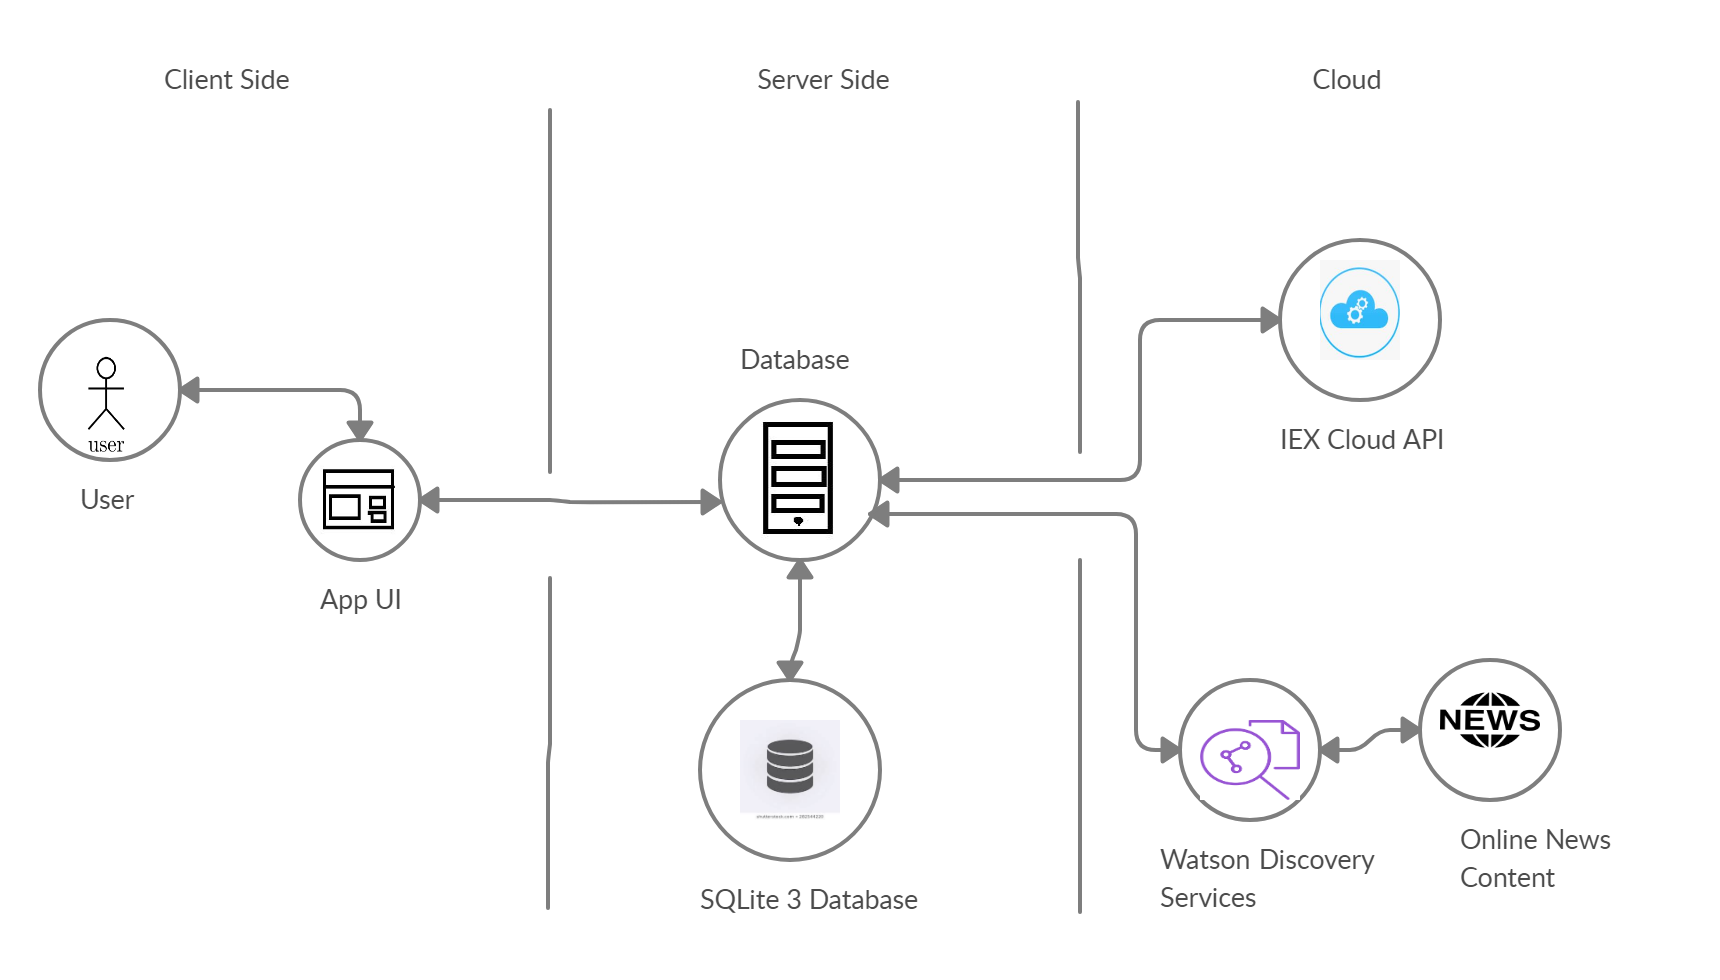 Client Side
Server Side
Cloud
Database
user
User
App UI
IEX Cloud API
NEWS
SQLite 3 Database
Watson Discovery
Services
Online News
Content